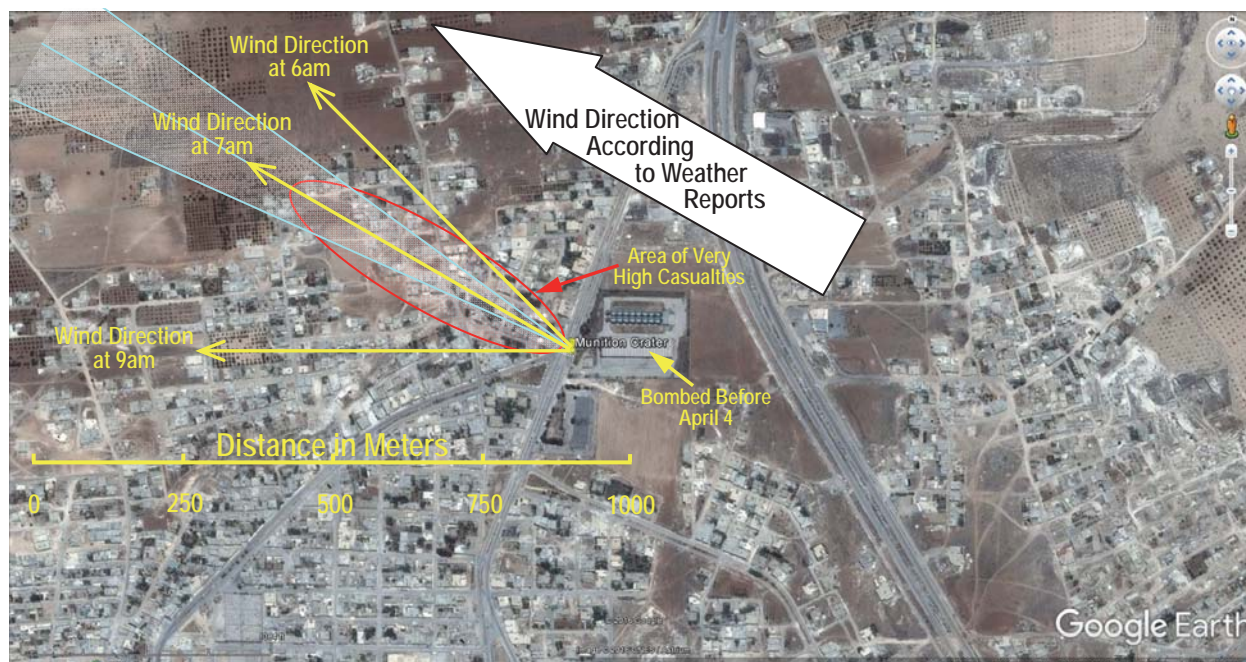 Wind Direction
at 6am
Wind Direction
at 7am
Wind Direction
According
to Weather
Reports
N
Area of Very
High Casualties
Wind Direction
at 9am
Munition Crater
Bombed Before
April 4
Distance in Meters
0
250
500
750
1000
Google Earth